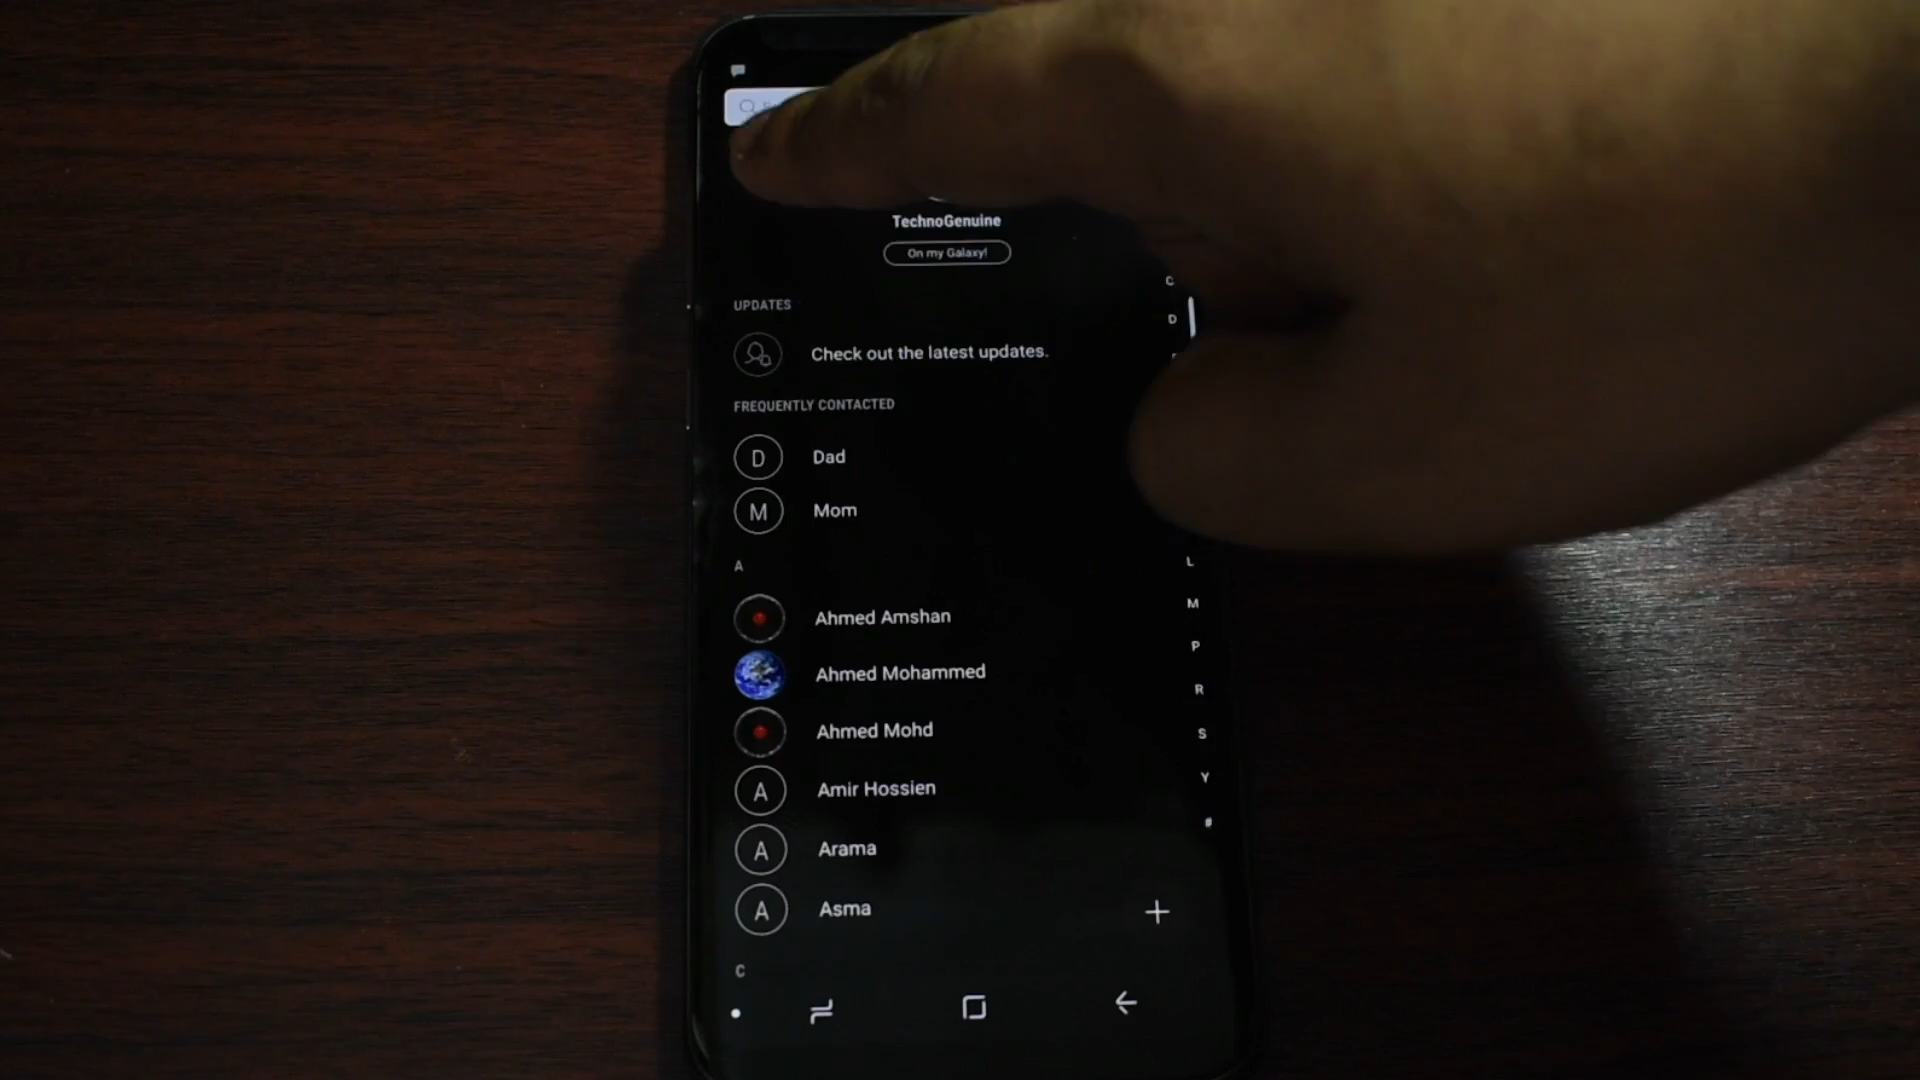 TechnoGenuine
On my Galaxy!
UPDATES
Check out the latest updates.
FREQUENTLY CONTACTED
D Dad
M Mom
A
Ahmed Amshan
Ahmed Mohammed
Ahmed Mohd
A Amir Hossien
A Arama
A Asma
C
C
D
L
M
P
R
S
Y
#